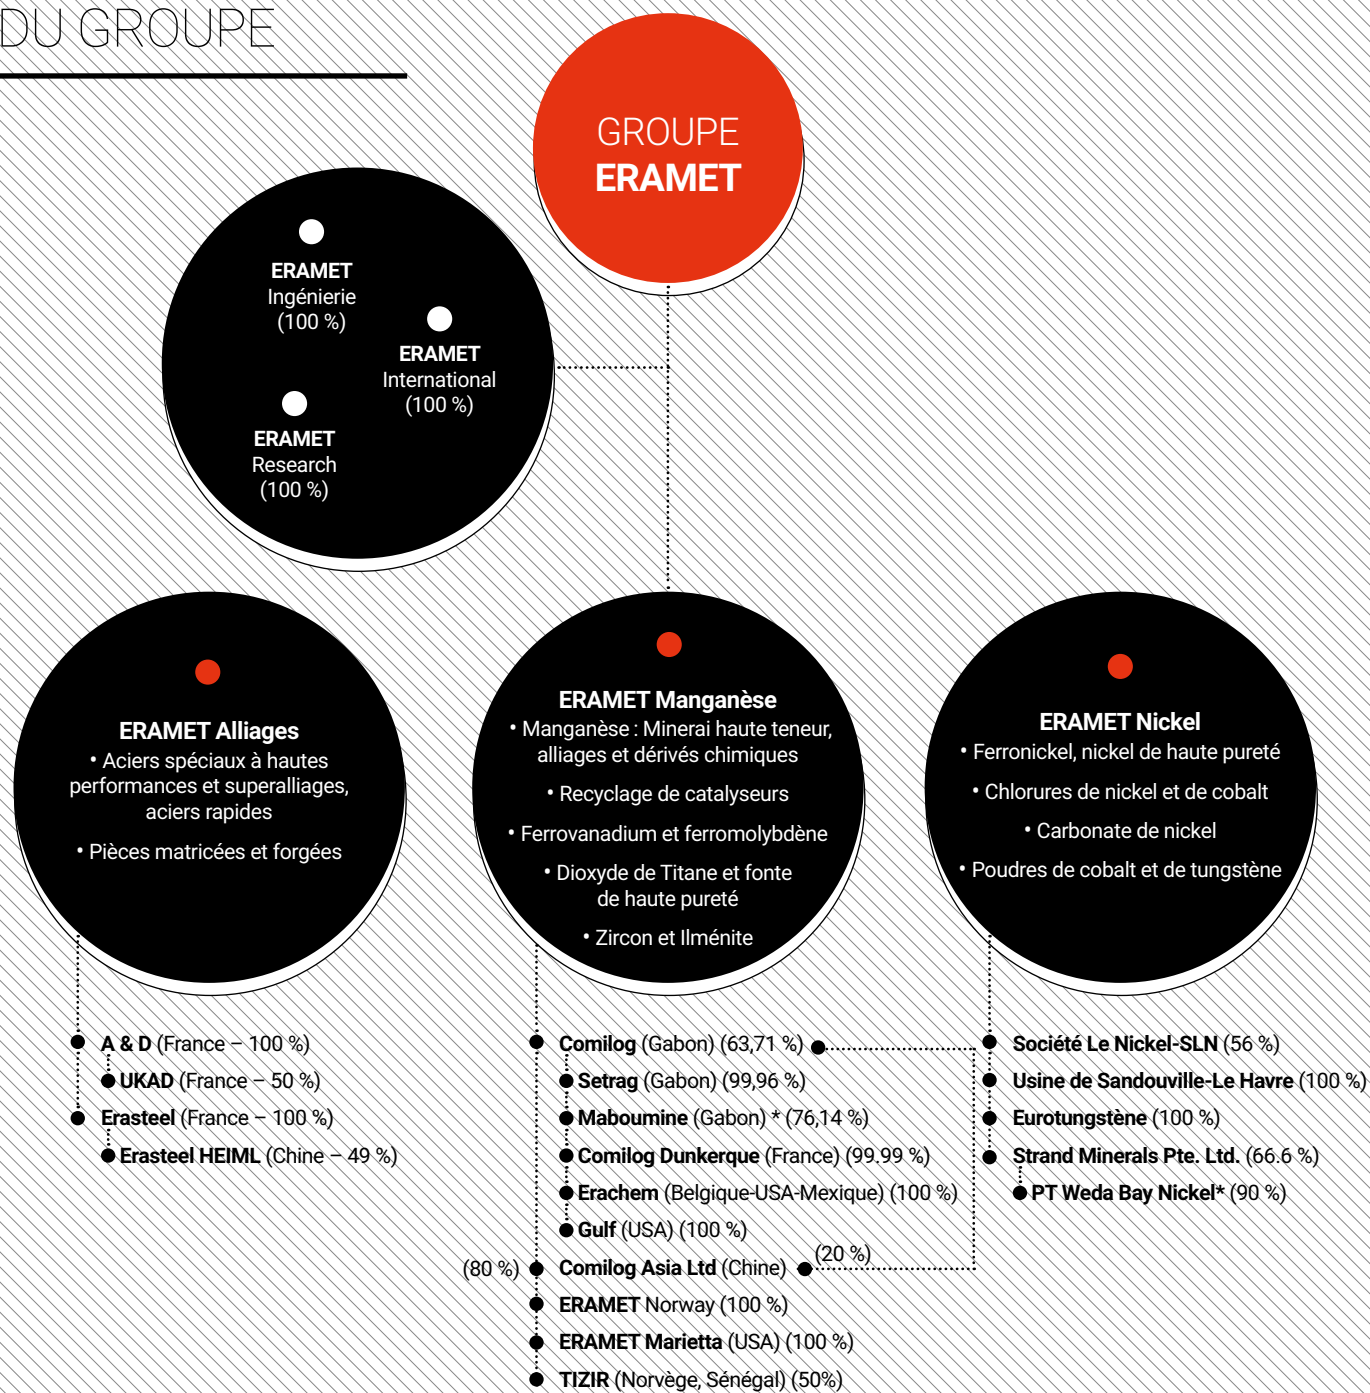 DU GROUPE
GROUPE
ERAMET
ERAMET
Ingénierie
(100 %)
ERAMET
International
(100 %)
ERAMET
Research
(100 %)
ERAMET Alliages
• Aciers spéciaux à hautes
performances et superalliages,
aciers rapides
• Pièces matricées et forgées
ERAMET Manganèse
• Manganèse : Minerai haute teneur,
alliages et dérivés chimiques
• Recyclage de catalyseurs
• Ferrovanadium et ferromolybdène
• Dioxyde de Titane et fonte
de haute pureté
• Zircon et Ilménite
ERAMET Nickel
• Ferronickel, nickel de haute pureté
• Chlorures de nickel et de cobalt
• Carbonate de nickel
• Poudres de cobalt et de tungstène
A & D (France – 100 %)
UKAD (France – 50 %)
Erasteel (France – 100 %)
Erasteel HEIML (Chine – 49 %)
Comilog (Gabon) (63,71 %)
Setrag (Gabon) (99,96 %)
Maboumine (Gabon) * (76,14 %)
Comilog Dunkerque (France) (99.99 %)
Erachem (Belgique-USA-Mexique) (100 %)
Gulf (USA) (100 %)
(80 %) Comilog Asia Ltd (Chine) (20 %)
ERAMET Norway (100 %)
ERAMET Marietta (USA) (100 %)
TIZIR (Norvège, Sénégal) (50%)
Société Le Nickel-SLN (56 %)
Usine de Sandouville-Le Havre (100 %)
Eurotungstène (100 %)
Strand Minerals Pte. Ltd. (66.6 %)
PT Weda Bay Nickel* (90 %)